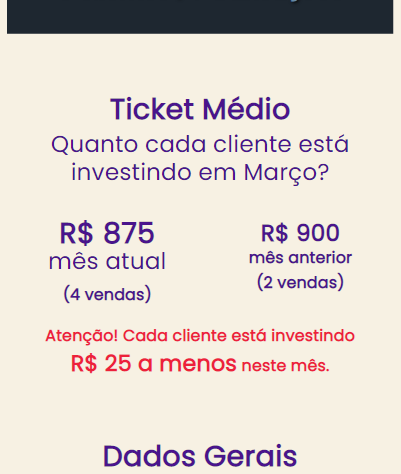 Ticket Médio
Quanto cada cliente está
investindo em Março?
R$ 875
mês atual
(4 vendas)
R$ 900
mês anterior
(2 vendas)
Atenção! Cada cliente está investindo
R$ 25 a menos neste mês.
Dados Gerais